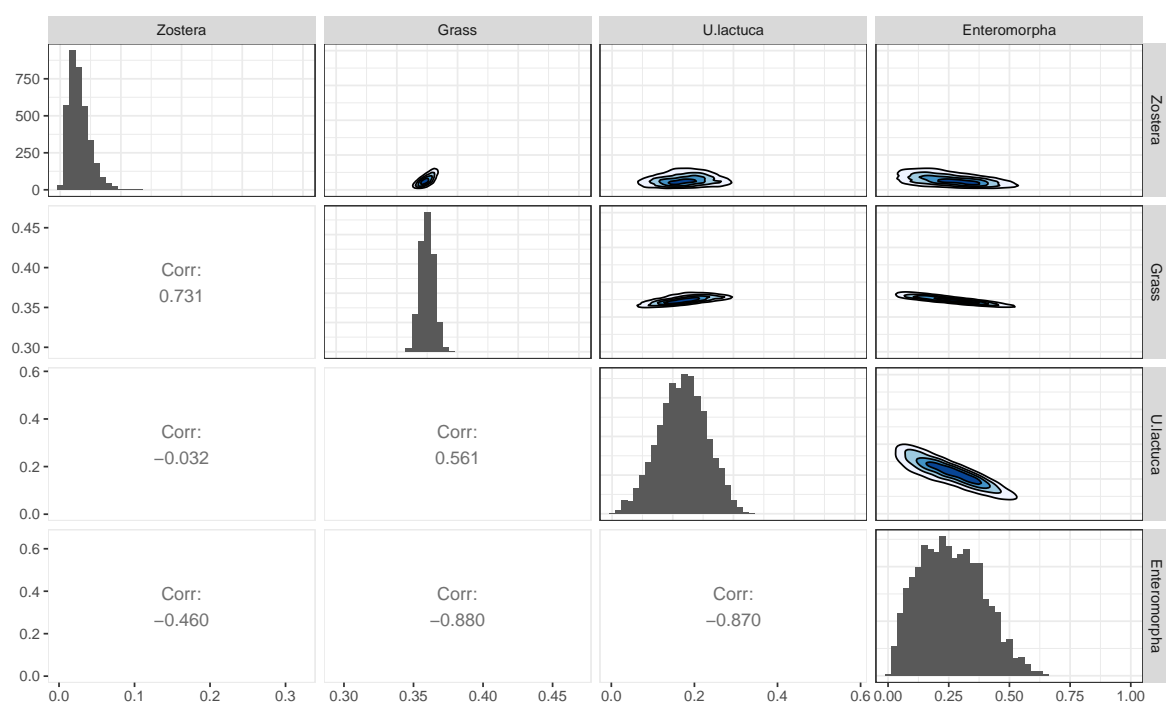 Zostera Grass U.lactuca Enteromorpha
750
500
250
0
Zostera
0.45
0.40
0.35
0.30
Corr:
0.731
Grass
0.6
0.4
0.2
0.0
Corr:
−0.032
Corr:
0.561
U.lactuca
0.6
0.4
0.2
0.0
Corr:
−0.460
Corr:
−0.880
Corr:
−0.870
Enteromorpha
0.0 0.1 0.2 0.3 0.30 0.35 0.40 0.45 0.0 0.2 0.4 0.6 0.00 0.25 0.50 0.75 1.00